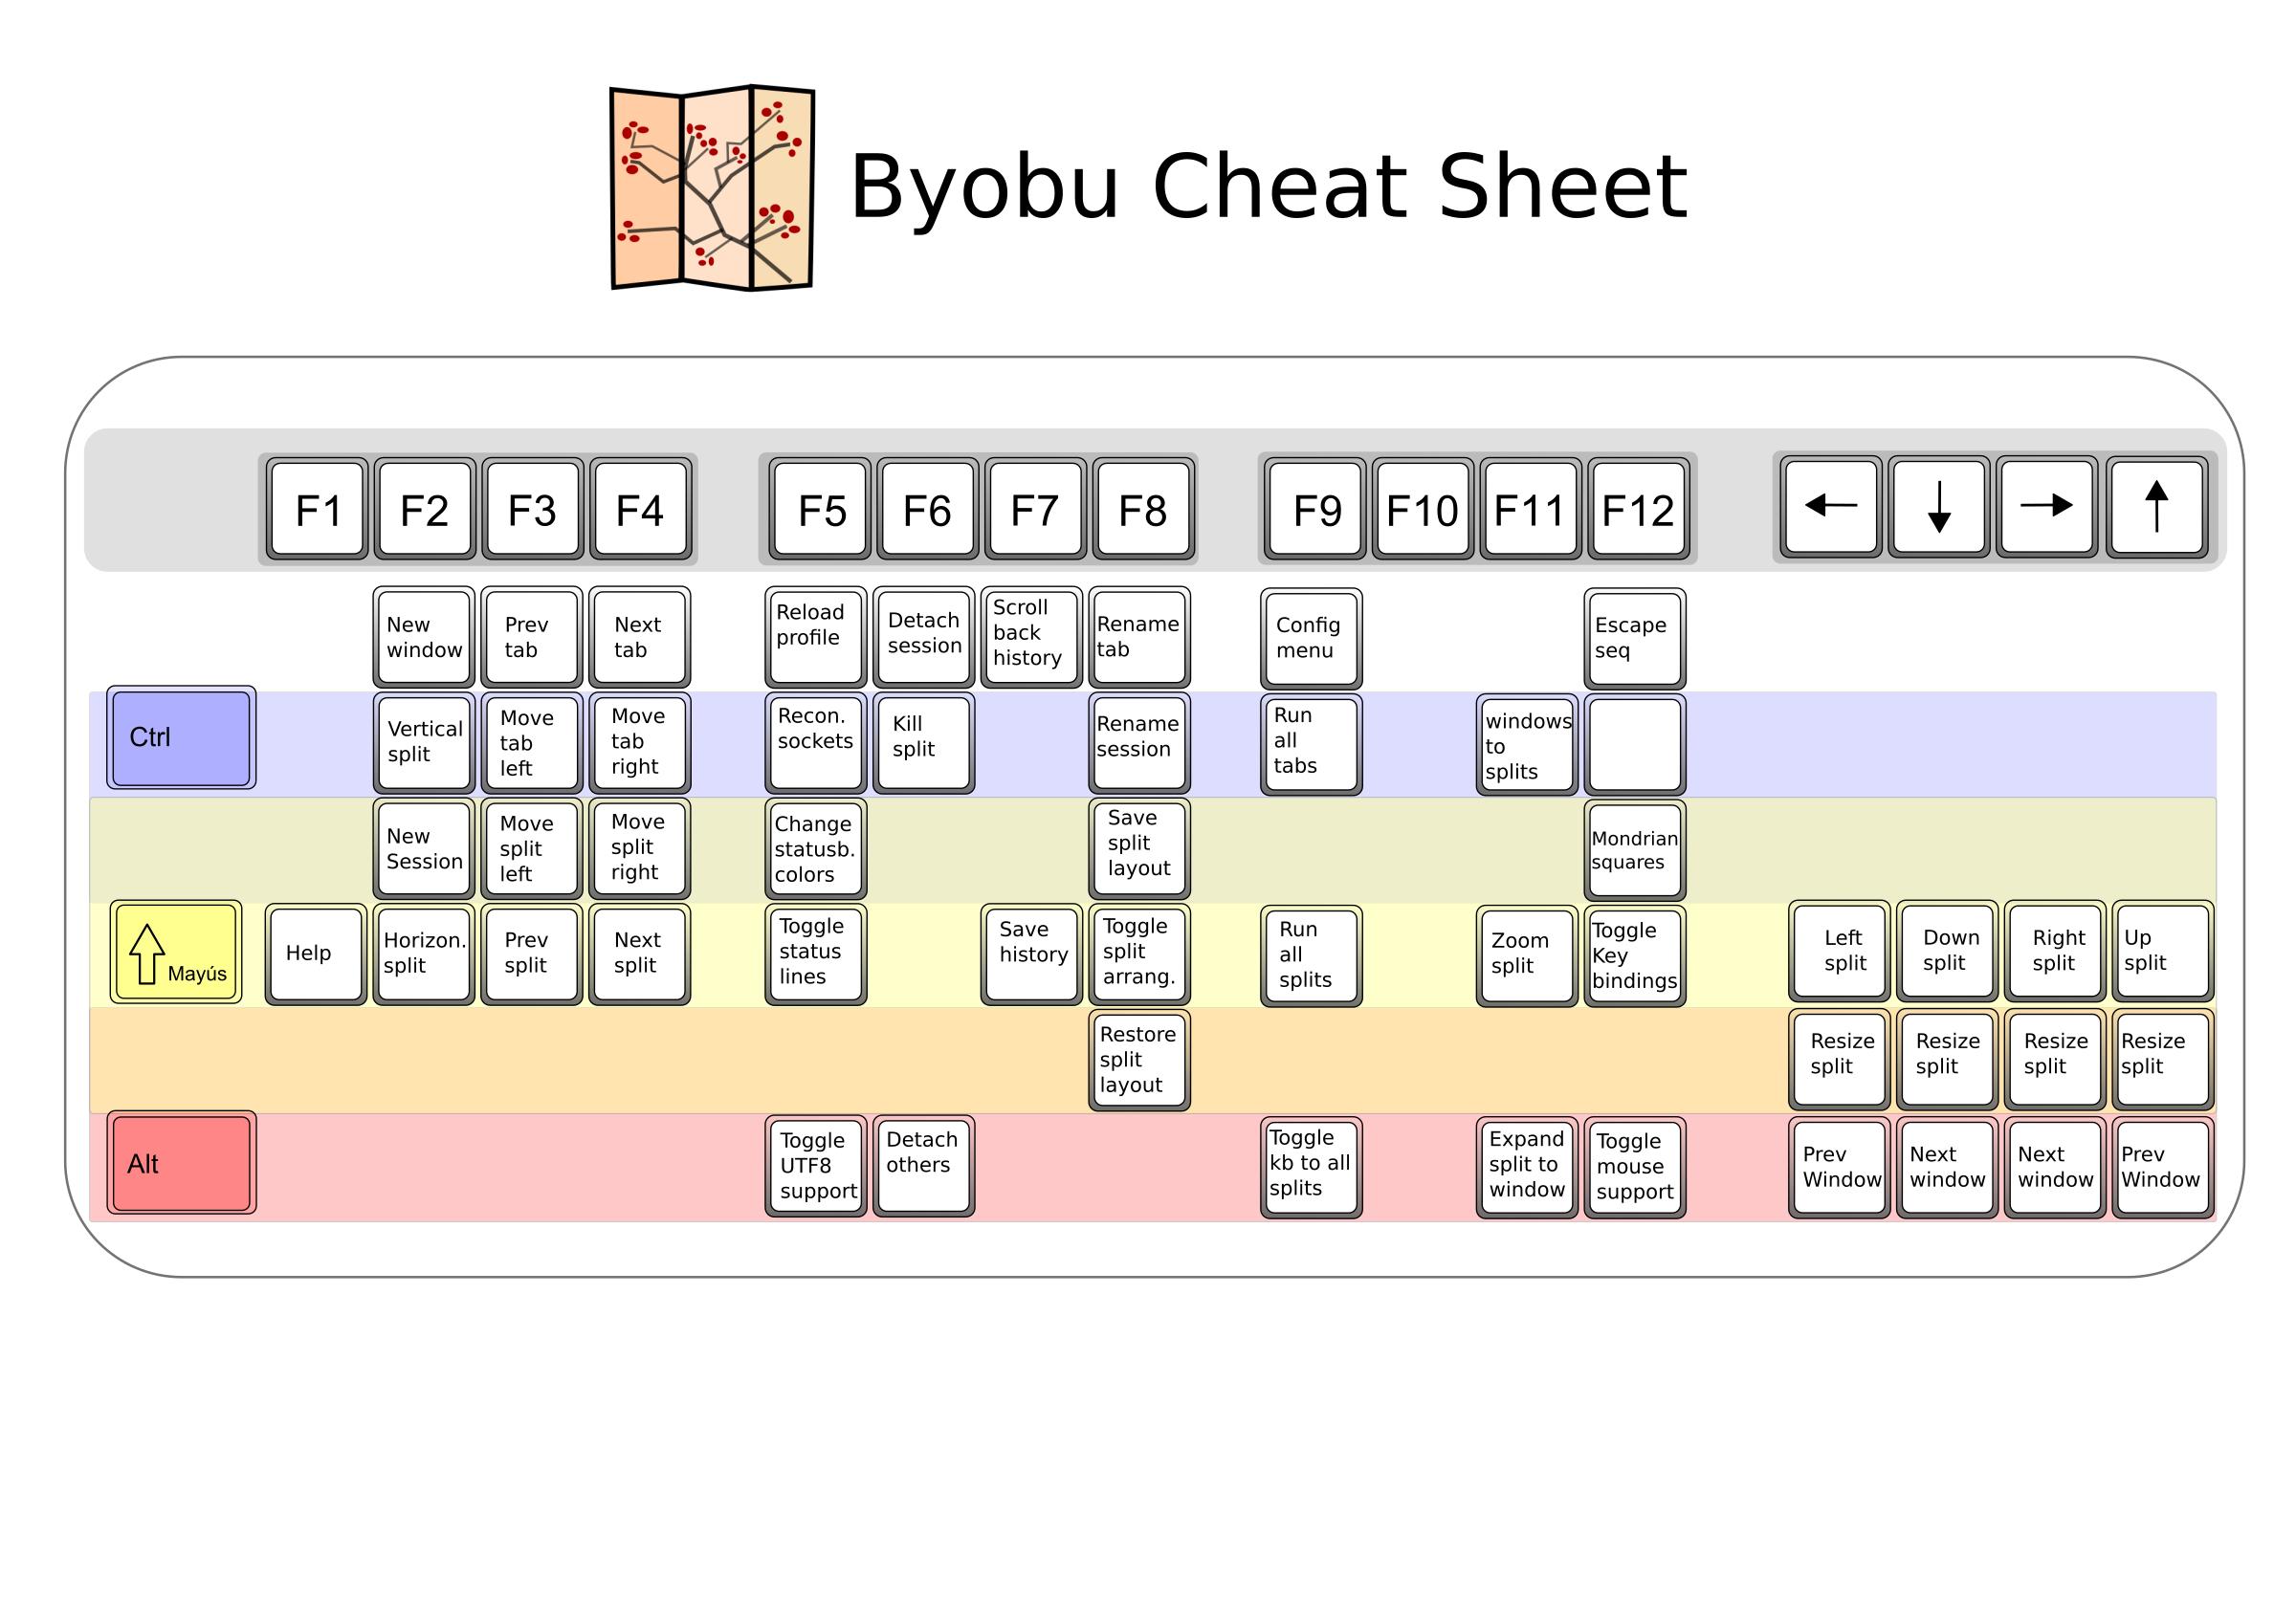 Byobu Cheat Sheet
F1 F2 F3 F4 F5 F6 F7 F8 F9 F10 F11 F12
New
window
Prev
tab
Next
tab
Reload
profile
Detach
session
Scroll
back
history
Rename
tab
Config
menu
Escape
seq
Ctrl
Vertical
split
Move
tab
left
Move
tab
right
Recon.
sockets
Kill
split
Rename
session
Run
all
tabs
windows
to
splits
New
Session
Move
split
left
Move
split
right
Change
statusb.
colors
Save
split
layout
Mondrian
squares
Mayús
Help
Horizon.
split
Prev
split
Next
split
Toggle
status
lines
Save
history
Toggle
split
arrang.
Run
all
splits
Zoom
split
Toggle
Key
bindings
Left
split
Down
split
Right
split
Up
split
Restore
split
layout
Resize
split
Resize
split
Resize
split
Resize
split
Alt
Toggle
UTF8
support
Detach
others
Toggle
kb to all
splits
Expand
split to
window
Toggle
mouse
support
Prev
Window
Next
window
Next
window
Prev
Window